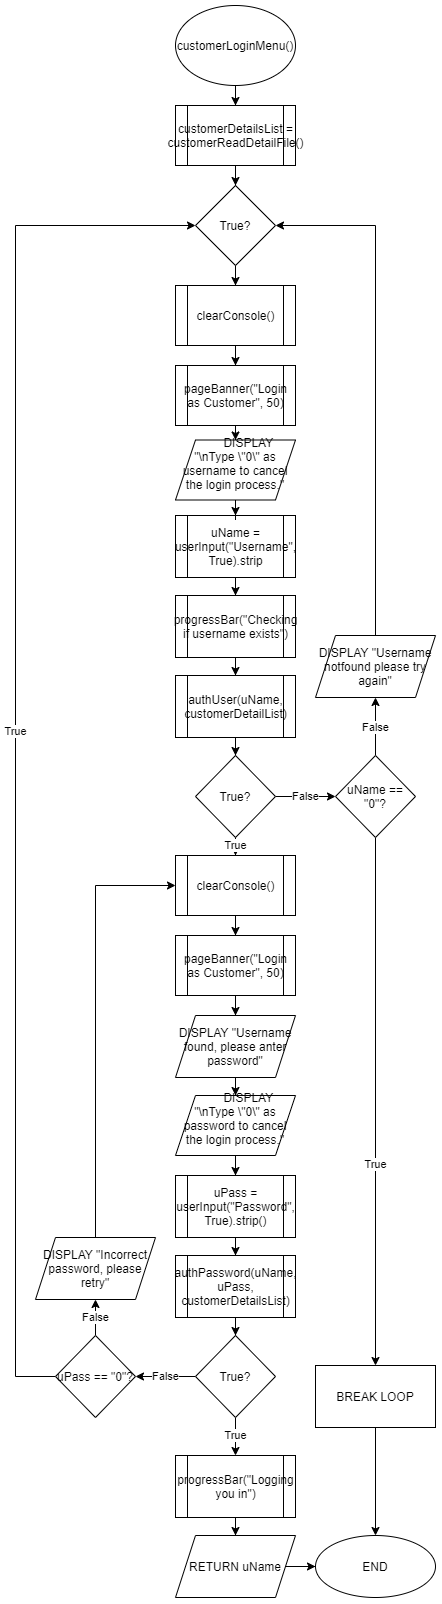 customerLoginMenu()
customerDetailsList =
customerReadDetailFile()
True?
clearConsole()
pageBanner("Login
as Customer", 50)
DISPLAY
"\nType \"0\" as
username to cancel
the login process."
uName =
userInput("Username",
True).strip
progressBar("Checking
if username exists")
DISPLAY "Username
notfound please try
again"
authUser(uName,
customerDetailList)
True
False
True?
False
uName ==
"0"?
True
clearConsole()
pageBanner("Login
as Customer", 50)
DISPLAY "Username
found, please anter
password"
DISPLAY
"\nType \"0\" as
password to cancel
the login process."
True
uPass =
userInput("Password",
True).strip()
DISPLAY "Incorrect
password, please
retry"
authPassword(uName,
uPass,
customerDetailsList)
False
uPass == "0"?
False
True?
BREAK LOOP
True
progressBar("Logging
you in")
RETURN uName
END